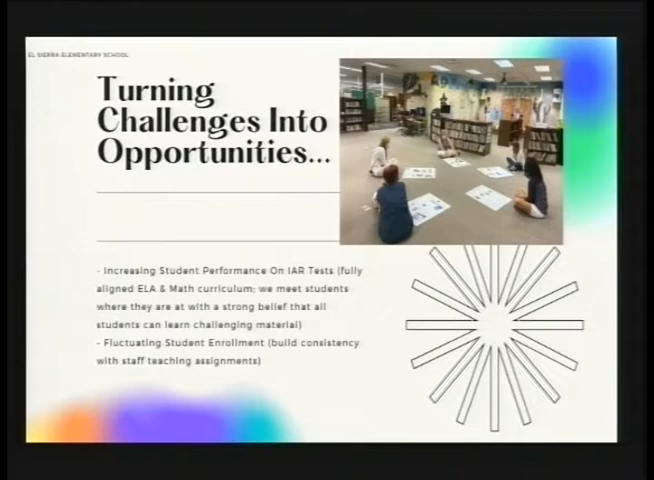 EL SIERRA ELEMENTARY SCHOOL
Turning
Challenges Into
Opportunities...
- Increasing Student Performance On IAR Tests (fully
aligned ELA & Math curriculum; we meet students
where they are at with a strong belief that all
students can learn challenging material)
- Fluctuating Student Enrollment (build consistency
with staff teaching assignments)